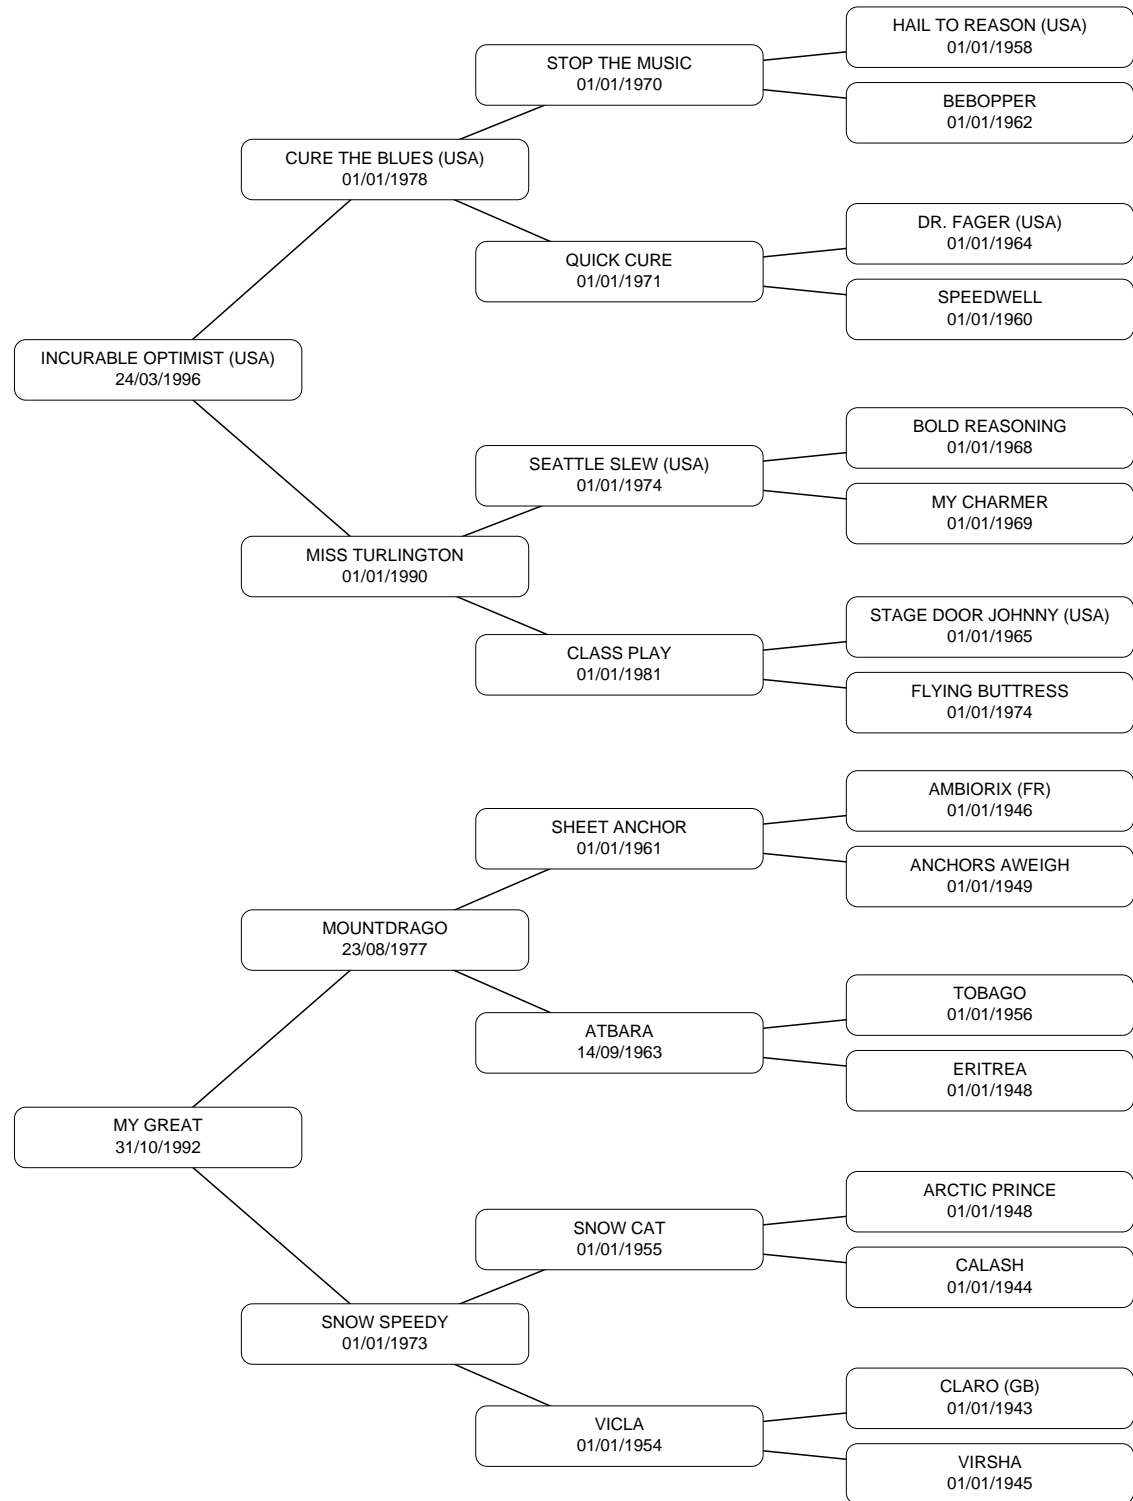 HAIL TO REASON (USA)
01/01/1958
STOP THE MUSIC
01/01/1970
BEBOPPER
01/01/1962
CURE THE BLUES (USA)
01/01/1978
DR. FAGER (USA)
01/01/1964
QUICK CURE
01/01/1971
SPEEDWELL
01/01/1960
INCURABLE OPTIMIST (USA)
24/03/1996
BOLD REASONING
01/01/1968
SEATTLE SLEW (USA)
01/01/1974
MY CHARMER
01/01/1969
MISS TURLINGTON
01/01/1990
STAGE DOOR JOHNNY (USA)
01/01/1965
CLASS PLAY
01/01/1981
FLYING BUTTRESS
01/01/1974
AMBIORIX (FR)
01/01/1946
SHEET ANCHOR
01/01/1961
ANCHORS AWEIGH
01/01/1949
MOUNTDRAGO
23/08/1977
TOBAGO
01/01/1956
ATBARA
14/09/1963
ERITREA
01/01/1948
MY GREAT
31/10/1992
ARCTIC PRINCE
01/01/1948
SNOW CAT
01/01/1955
CALASH
01/01/1944
SNOW SPEEDY
01/01/1973
CLARO (GB)
01/01/1943
VICLA
01/01/1954
VIRSHA
01/01/1945